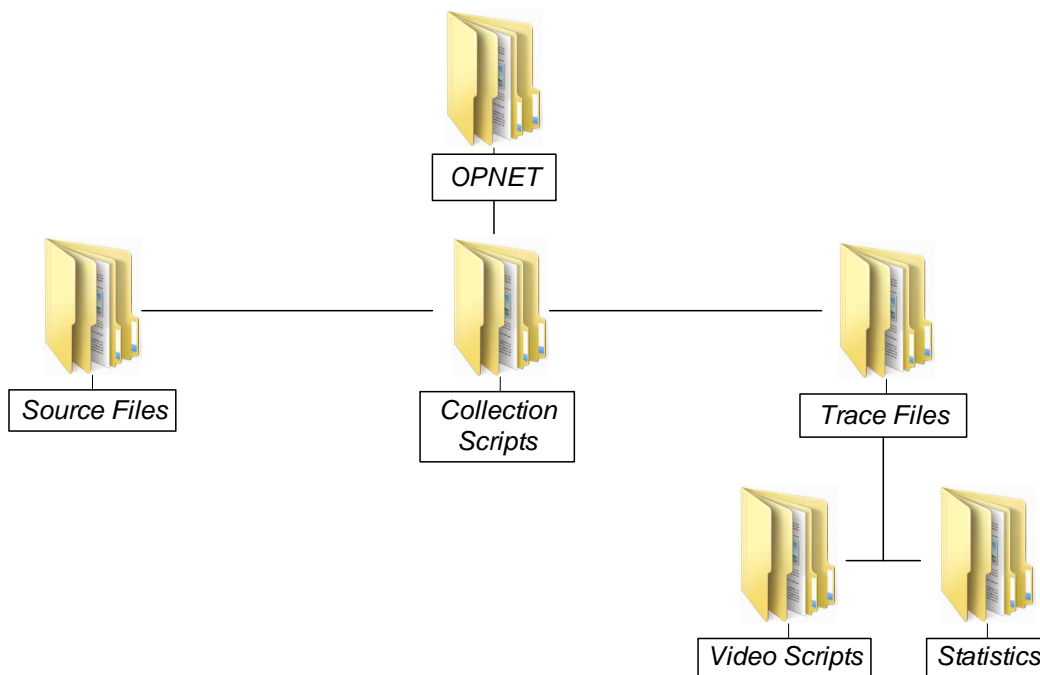 OPNET
Source Files
Collection
Scripts
Trace Files
Video Scripts
Statistics